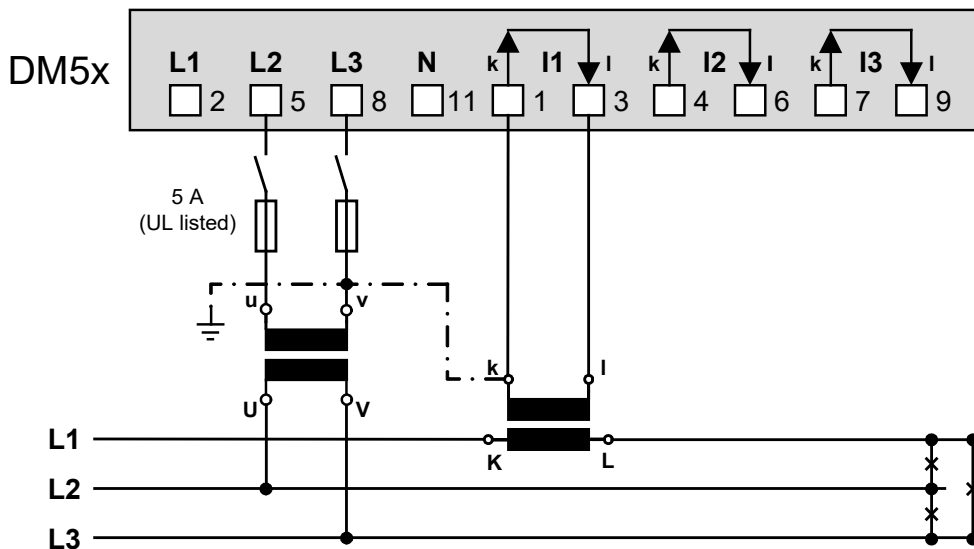 DM5x
L1 L2 L3 N k I1 l k I2 l k I3 l
2 5 8 11 1 3 4 6 7 9
5 A
(UL listed)
u v
k l
U V
L1
K L
L2
L3